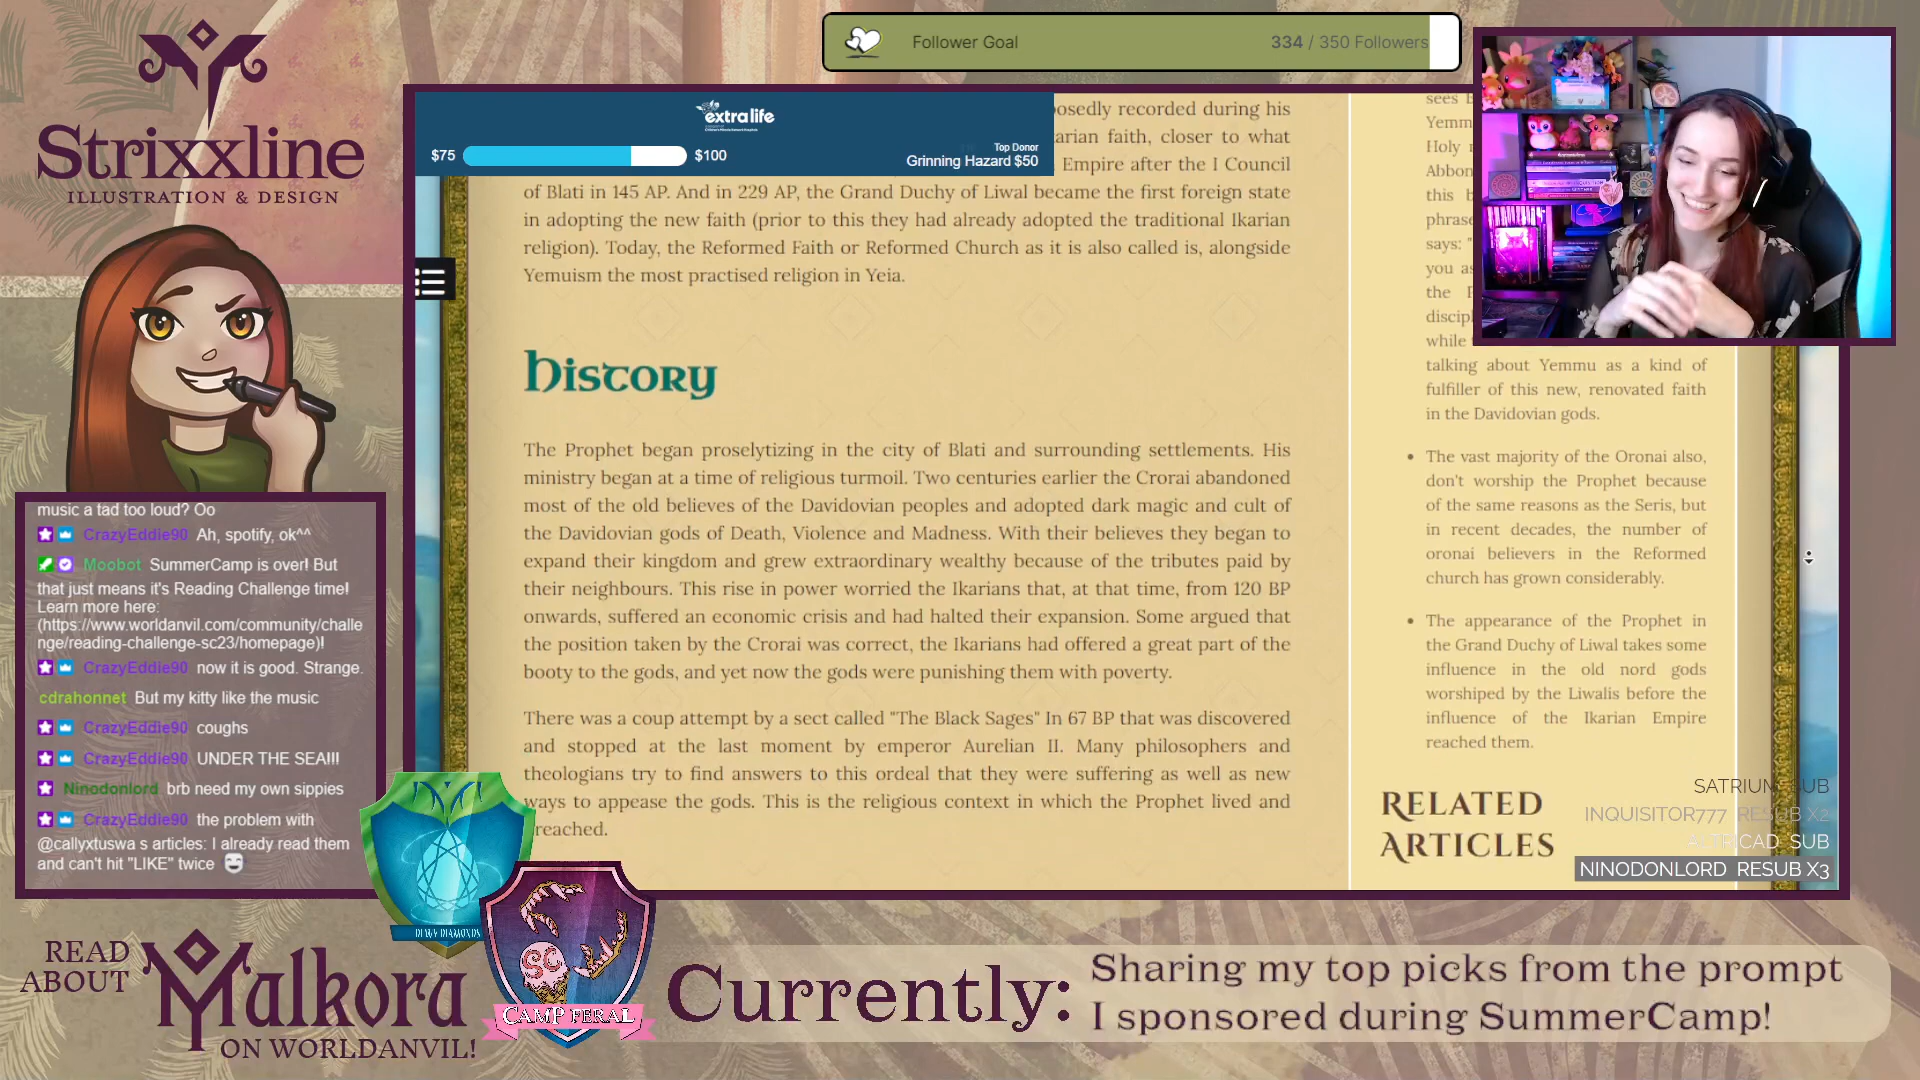 Strixxline
ILLUSTRATION & DESIGN
Follower Goal
334 / 350 Followers
extralife
$75
$100
Top Donor
Grinning Hazard $50
posedly recorded during his
arian faith, closer to what
Empire after the I Council
of Blati in 145 AP. And in 229 AP, the Grand Duchy of Liwal became the first foreign state
in adopting the new faith (prior to this they had already adopted the traditional Ikarian
religion). Today, the Reformed Faith or Reformed Church as it is also called is, alongside
Yemuism the most practised religion in Yeia.
History
The Prophet began proselytizing in the city of Blati and surrounding settlements. His
ministry began at a time of religious turmoil. Two centuries earlier the Crorai abandoned
most of the old believes of the Davidovian peoples and adopted dark magic and cult of
the Davidovian gods of Death, Violence and Madness. With their believes they began to
expand their kingdom and grew extraordinary wealthy because of the tributes paid by
their neighbours. This rise in power worried the Ikarians that, at that time, from 120 BP
onwards, suffered an economic crisis and had halted their expansion. Some argued that
the position taken by the Crorai was correct, the Ikarians had offered a great part of the
booty to the gods, and yet now the gods were punishing them with poverty.
There was a coup attempt by a sect called "The Black Sages" In 67 BP that was discovered
and stopped at the last moment by emperor Aurelian II. Many philosophers and
theologians try to find answers to this ordeal that they were suffering as well as new
ways to appease the gods. This is the religious context in which the Prophet lived and
reached.
sees
Yemm
Holy
Abbon
this b
phrase
says: "
you as
the
discipl
while
talking about Yemmu as a kind of
fulfiller of this new, renovated faith
in the Davidovian gods.
• The vast majority of the Oronai also,
don't worship the Prophet because
of the same reasons as the Seris, but
in recent decades, the number of
oronai believers in the Reformed
church has grown considerably.
• The appearance of the Prophet in
the Grand Duchy of Liwal takes some
influence in the old nord gods
worshiped by the Liwalis before the
influence of the Ikarian Empire
reached them.
RELATED
ARTICLES
SATRIUM SUB
INQUISITOR777 RESUB X2
SUB
NINODONLORD RESUB X3
music a tad too loud? Oo
CrazyEddie90 Ah, spotify, ok^^
Moobot SummerCamp is over! But
that just means it's Reading Challenge time!
Learn more here:
(https://www.worldanvil.com/community/challe
nge/reading-challenge-sc23/homepage)!
CrazyEddie90 now it is good. Strange.
cdrahonnet But my kitty like the music
CrazyEddie90 coughs
CrazyEddie90 UNDER THE SEA!!!
Ninodonlord brb need my own sippies
CrazyEddie90 the problem with
@callyxtuswa s articles: I already read them
and can't hit "LIKE" twice
DEWY DIAMONDS
SC
CAMP FERAL
READ
ABOUT
Malkora
ON WORLDANVIL!
Currently:
Sharing my top picks from the prompt
I sponsored during SummerCamp!